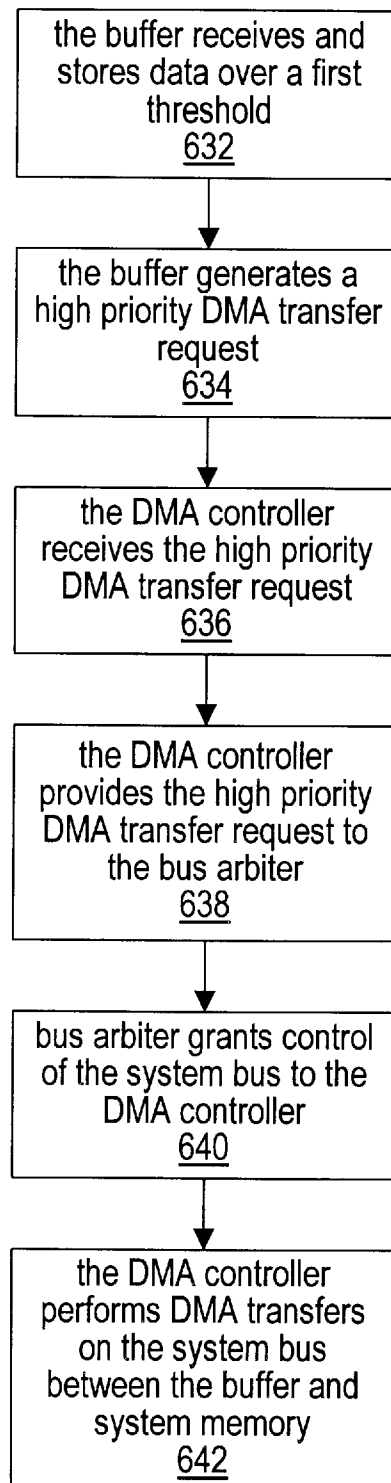 the buffer receives and
stores data over a first
threshold
632
the buffer generates a
high priority DMA transfer
request
634
the DMA controller
receives the high priority
DMA transfer request
636
the DMA controller
provides the high priority
DMA transfer request to
the bus arbiter
638
bus arbiter grants control
of the system bus to the
DMA controller
640
the DMA controller
performs DMA transfers
on the system bus
between the buffer and
system memory
642